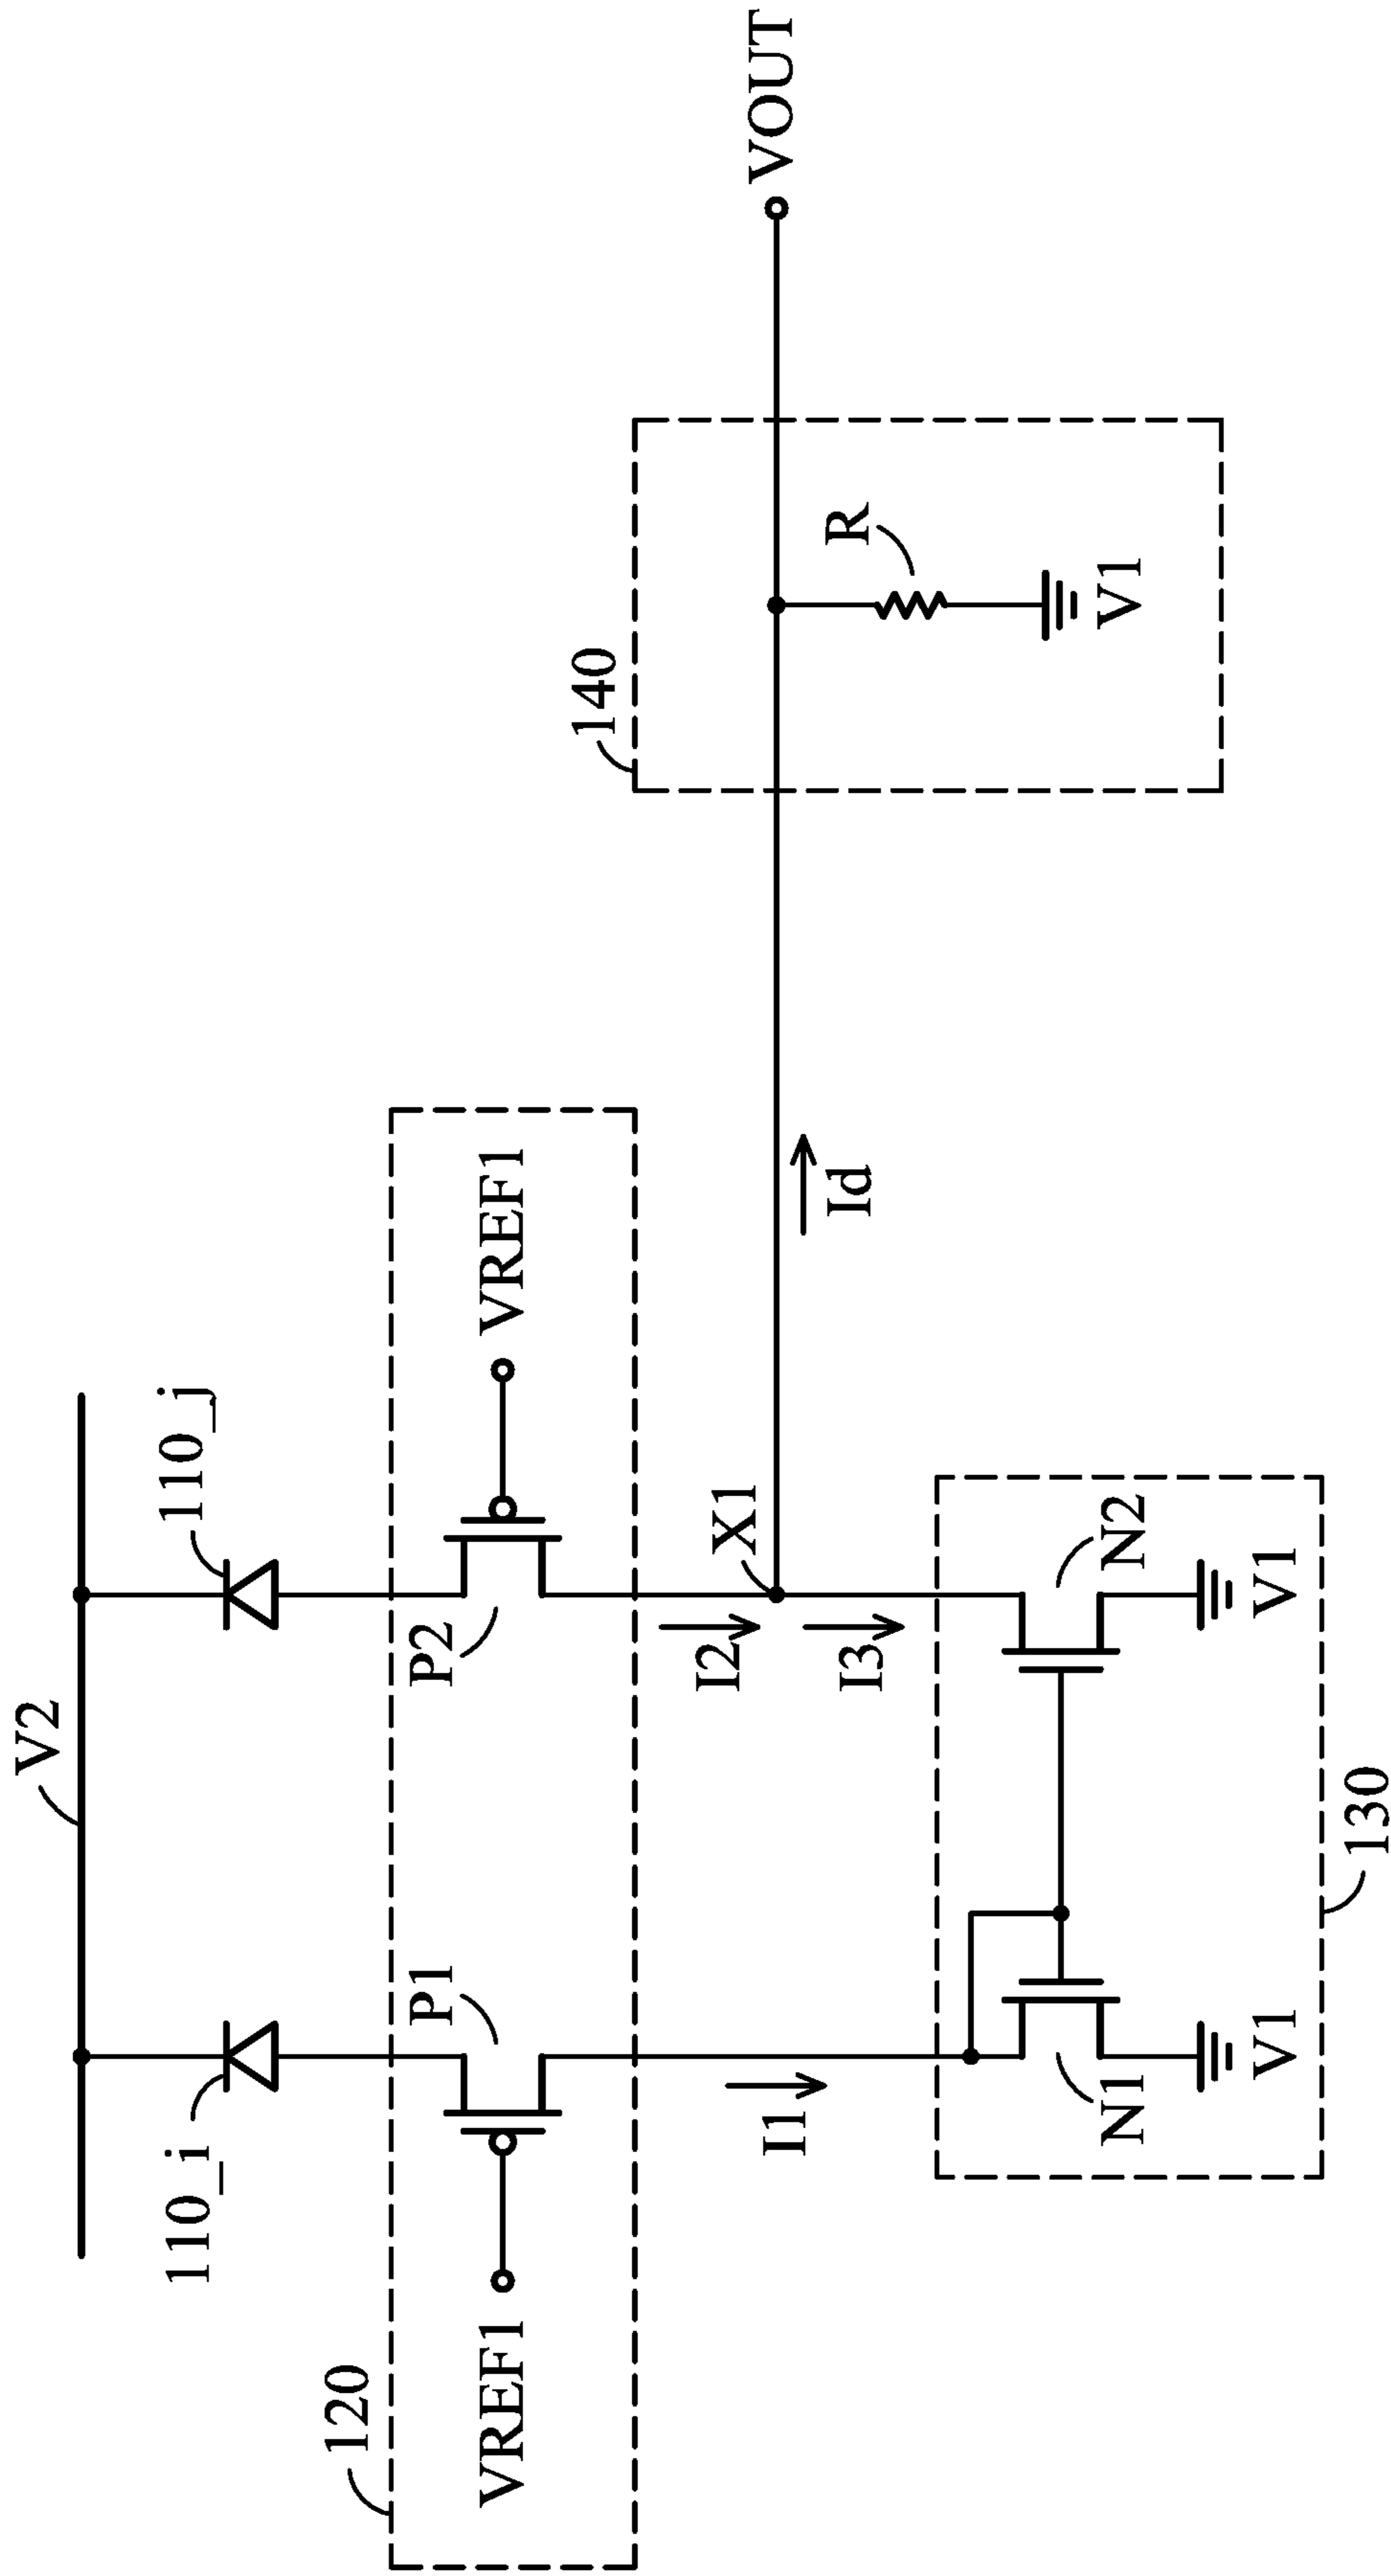 V2
110_i
110_j
120
P1
P2
VREF1
VREF1
I1
I2
X1
I3
Id
140
R
V1
VOUT
N1
N2
V1
V1
130